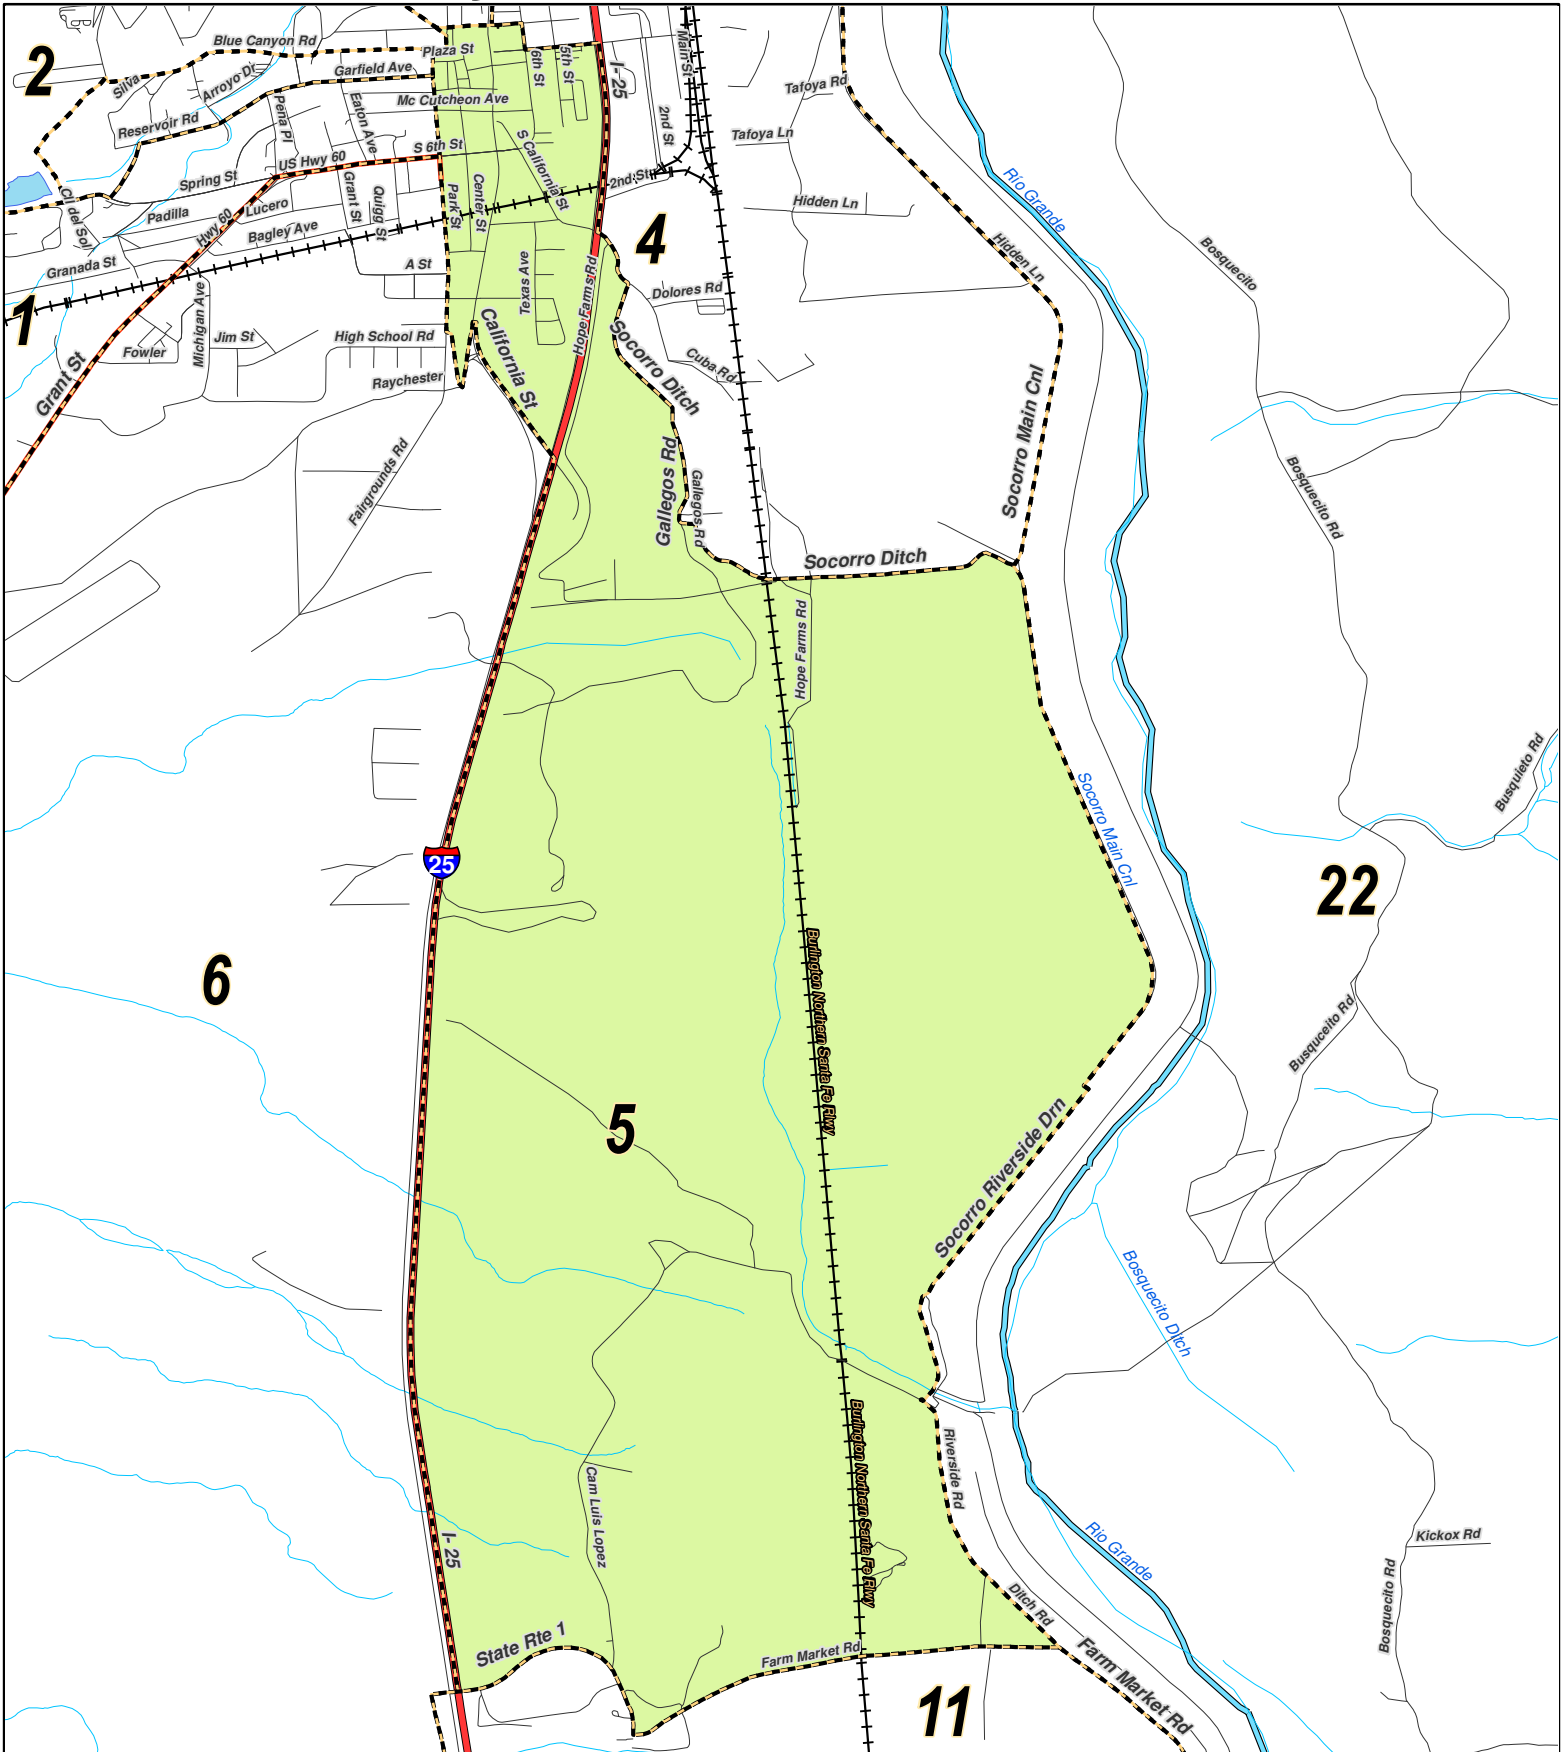 2
Blue Canyon Rd
Plaza St
6th St
5th St
I-25
Main St
Silva
Arroyo Dr
Garfield Ave
Tafoya Rd
Reservoir Rd
Pena Pl
Eaton Ave
Mc Cutcheon Ave
2nd St
Tafoya Ln
S California St
S 6th St
US Hwy 60
Spring St
Rio Grande
Clj del Sol
Padilla
Hwy 60
Lucero
Grant St
Quigg St
Park St
Center St
2nd St
Hidden Ln
Bagley Ave
4
Hidden Ln
Bosquecito
Granada St
A St
Texas Ave
Hope Farms Rd
Dolores Rd
1
Michigan Ave
Jim St
High School Rd
California St
Socorro Ditch
Fowler
Cuba Rd
Grant St
Raychester
Socorro Main Cnl
Fairgrounds Rd
Gallegos Rd
Gallegos Rd
Bosquecito Rd
Socorro Ditch
Hope Farms Rd
Socorro Main Cnl
Busquieto Rd
25
22
6
Burlington Northern Santa Fe Rlwy
Busquceito Rd
5
Socorro Riverside Drn
Bosquecito Ditch
Burlington Northern Santa Fe Rlwy
Riverside Rd
Cam Luis Lopez
I- 25
Rio Grande
Kickox Rd
Bosquecito Rd
Ditch Rd
State Rte 1
Farm Market Rd
Farm Market Rd
11